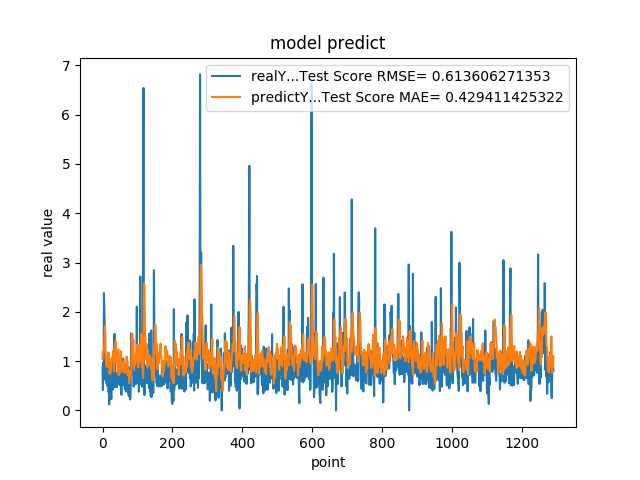 model predict
realY...Test Score RMSE= 0.613606271353
predictY...Test Score MAE= 0.429411425322
real value
7
6
5
4
3
2
1
0
0 200 400 600 800 1000 1200
point